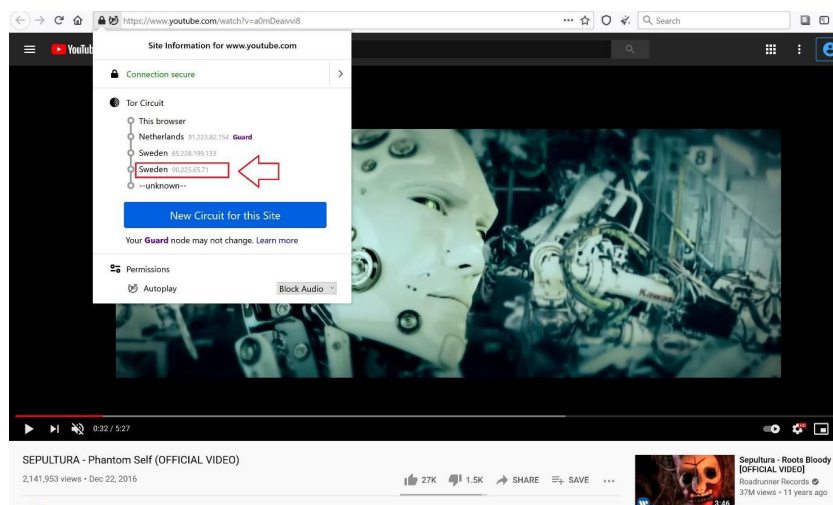 https://www.youtube.com/watch?v=a0mDeaivvi8
Search
YouTub
Site Information for www.youtube.com
Connection secure
Tor Circuit
This browser
Netherlands 91.223.82.154 Guard
Sweden 85.228.199.133
Sweden 90.225.65.71
--unknown--
New Circuit for this Site
Your Guard node may not change. Learn more
Permissions
Autoplay Block Audio
8
Kawasaki
0:32 / 5:27
HD
SEPULTURA - Phantom Self (OFFICIAL VIDEO)
2,141,953 views • Dec 22, 2016
27K 1.5K SHARE SAVE
Sepultura - Roots Bloody
[OFFICIAL VIDEO]
Roadrunner Records
37M views • 11 years ago
3:46